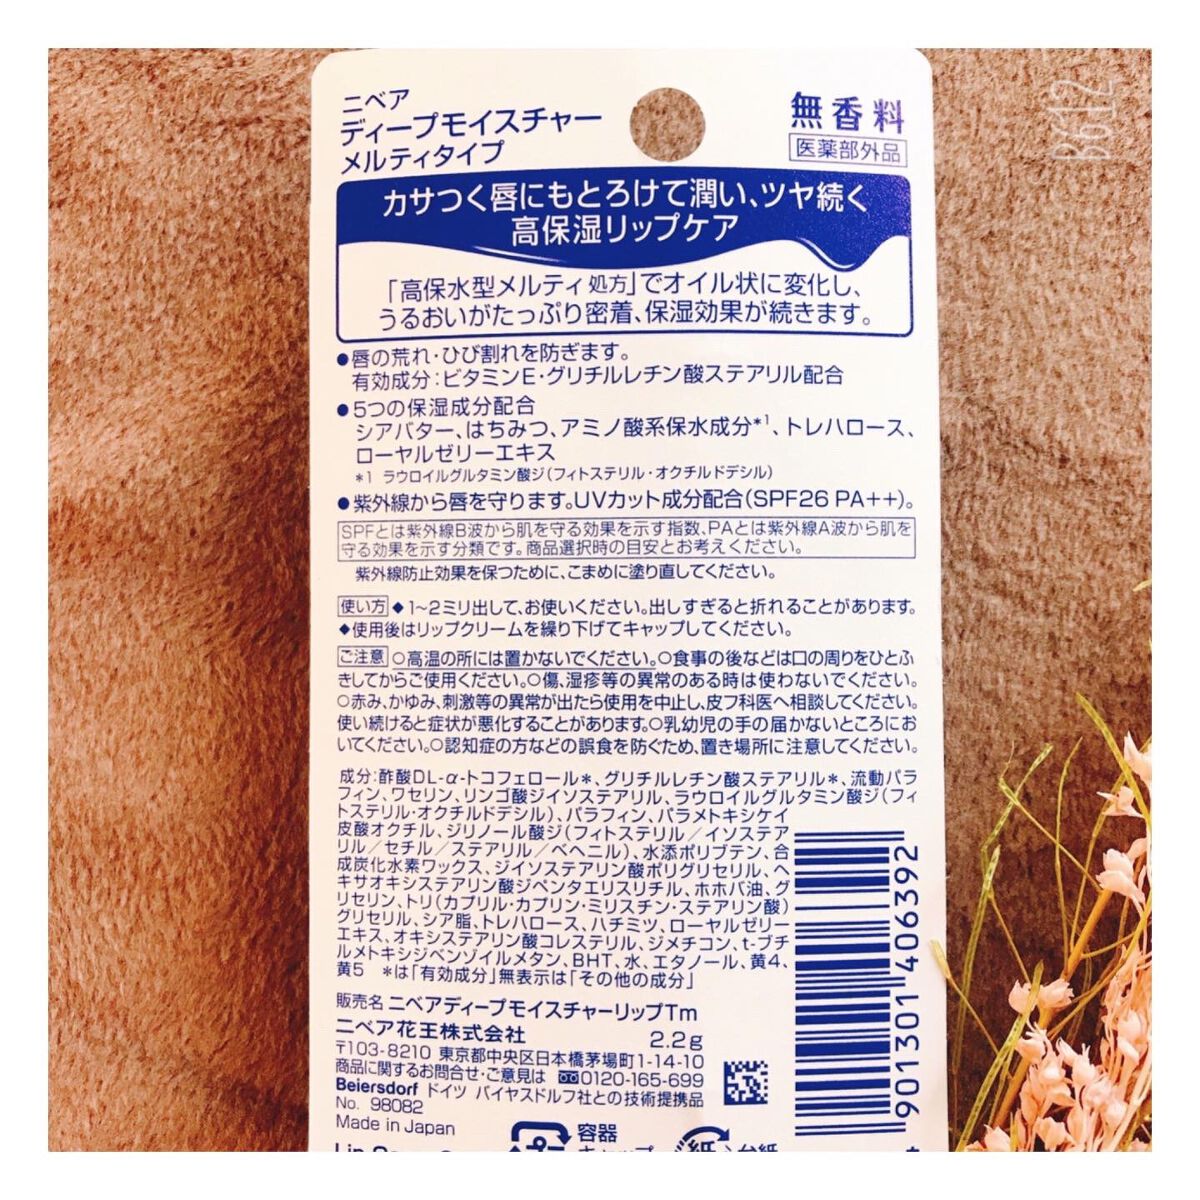 ニベア
ディープモイスチャー
メルティタイプ
無香料
医薬部外品
B612
カサつく唇にもとろけて潤い、ツヤ続く
高保湿リップケア
「高保水型メルティ処方」でオイル状に変化し、
うるおいがたっぷり密着、保湿効果が続きます。
●唇の荒れ・ひび割れを防ぎます。
有効成分:ビタミンE・グリチルレチン酸ステアリル配合
●5つの保湿成分配合
シアバター、はちみつ、アミノ酸系保水成分*1、トレハロース、
ローヤルゼリーエキス
*1 ラウロイルグルタミン酸ジ(フィトステリル・オクチルドデシル)
●紫外線から唇を守ります。UVカット成分配合(SPF26 PA++)。
SPFとは紫外線B波から肌を守る効果を示す指数、PAとは紫外線A波から肌を
守る効果を示す分類です。商品選択時の目安とお考えください。
紫外線防止効果を保つために、こまめに塗り直してください。
使い方 ◆1~2ミリ出して、お使いください。出しすぎると折れることがあります。
◆使用後はリップクリームを繰り下げてキャップしてください。
ご注意 ○高温の所には置かないでください。○食事の後などは口の周りをひとふ
きしてからご使用ください。○傷、湿疹等の異常のある時は使わないでください。
○赤み、かゆみ、刺激等の異常が出たら使用を中止し、皮フ科医へ相談してください。
使い続けると症状が悪化することがあります。○乳幼児の手の届かないところにお
いてください。○認知症の方などの誤食を防ぐため、置き場所に注意してください。
成分:酢酸DL-α-トコフェロール*、グリチルレチン酸ステアリル*、流動パラ
フィン、ワセリン、リンゴ酸ジイソステアリル、ラウロイルグルタミン酸ジ(フィ
トステリル・オクチルドデシル)、パラフィン、パラメトキシケイ
皮酸オクチル、ジリノール酸ジ(フィトステリル/イソステア
リル/セチル/ステアリル/ベヘニル)、水添ポリブテン、合
成炭化水素ワックス、ジイソステアリン酸ポリグリセリル、ヘ
キサオキシステアリン酸ジペンタエリスリチル、ホホバ油、グ
リセリン、トリ(カプリル・カプリン・ミリスチン・ステアリン酸)
グリセリル、シア脂、トレハロース、ハチミツ、ローヤルゼリー
エキス、オキシステアリン酸コレステリル、ジメチコン、t-ブチ
ルメトキシジベンゾイルメタン、BHT、水、エタノール、黄4、
黄5 *は「有効成分」無表示は「その他の成分」
販売名 ニベアディープモイスチャーリップTm
ニベア花王株式会社 2.2g
〒103-8210 東京都中央区日本橋茅場町1-14-10
商品に関するお問合せ・ご意見は 0120-165-699
Beiersdorf ドイツ バイヤスドルフ社との技術提携品
No. 98082
Made in Japan
4 901301 406392
プラ
容器
紙
台紙